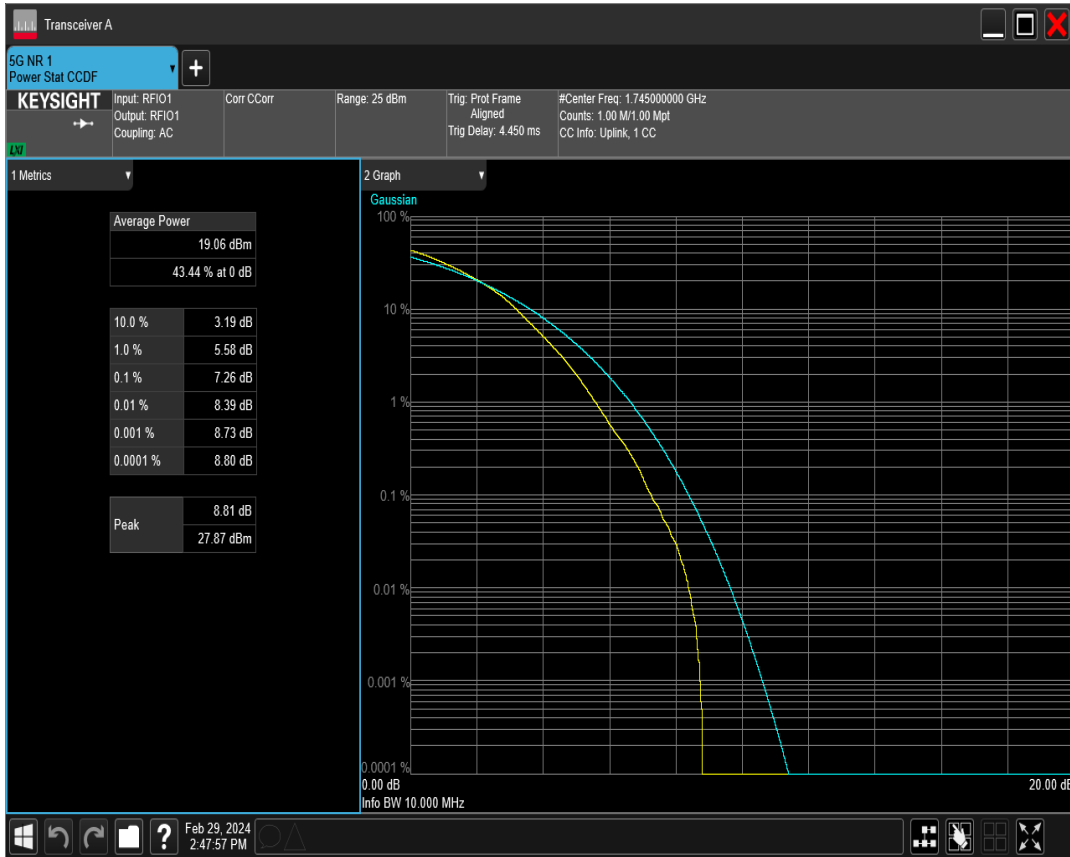 Transceiver A
5G NR 1
Power Stat CCDF
KEYSIGHT
LXI
Input: RFIO1
Output: RFIO1
Coupling: AC
Corr CCorr
Range: 25 dBm
Trig: Prot Frame
Aligned
Trig Delay: 4.450 ms
#Center Freq: 1.745000000 GHz
Counts: 1.00 M/1.00 Mpt
CC Info: Uplink, 1 CC
1 Metrics
Average Power
19.06 dBm
43.44 % at 0 dB
10.0 % 3.19 dB
1.0 % 5.58 dB
0.1 % 7.26 dB
0.01 % 8.39 dB
0.001 % 8.73 dB
0.0001 % 8.80 dB
Peak
8.81 dB
27.87 dBm
2 Graph
Gaussian
100 %
10 %
1 %
0.1 %
0.01 %
0.001 %
0.0001 %
0.00 dB 20.00 dB
Info BW 10.000 MHz
?
Feb 29, 2024
2:47:57 PM